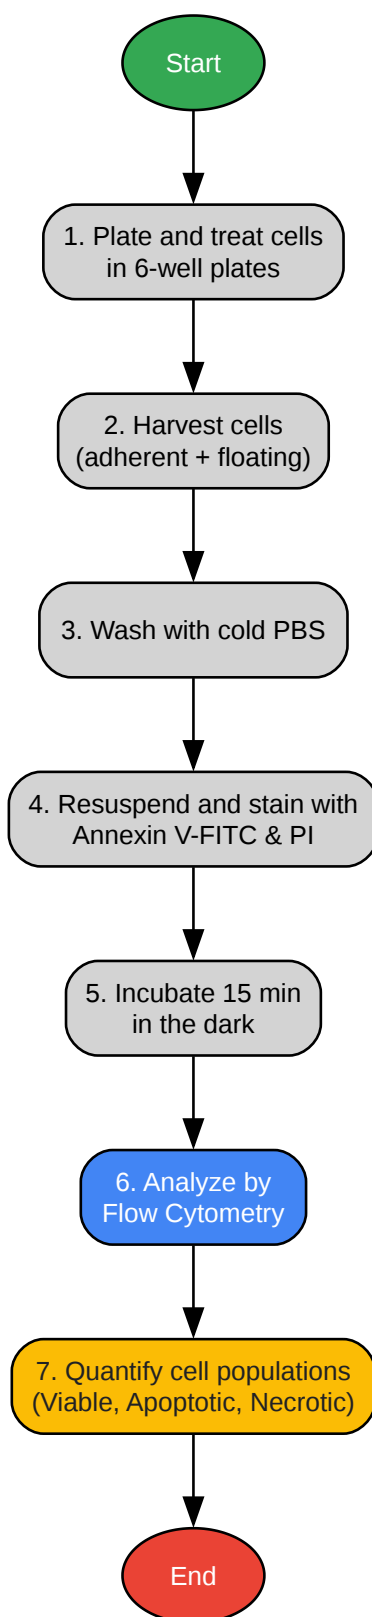 Start
1. Plate and treat cells
in 6-well plates
2. Harvest cells
(adherent + floating)
3. Wash with cold PBS
4. Resuspend and stain with
Annexin V-FITC & PI
5. Incubate 15 min
in the dark
6. Analyze by
Flow Cytometry
7. Quantify cell populations
(Viable, Apoptotic, Necrotic)
End